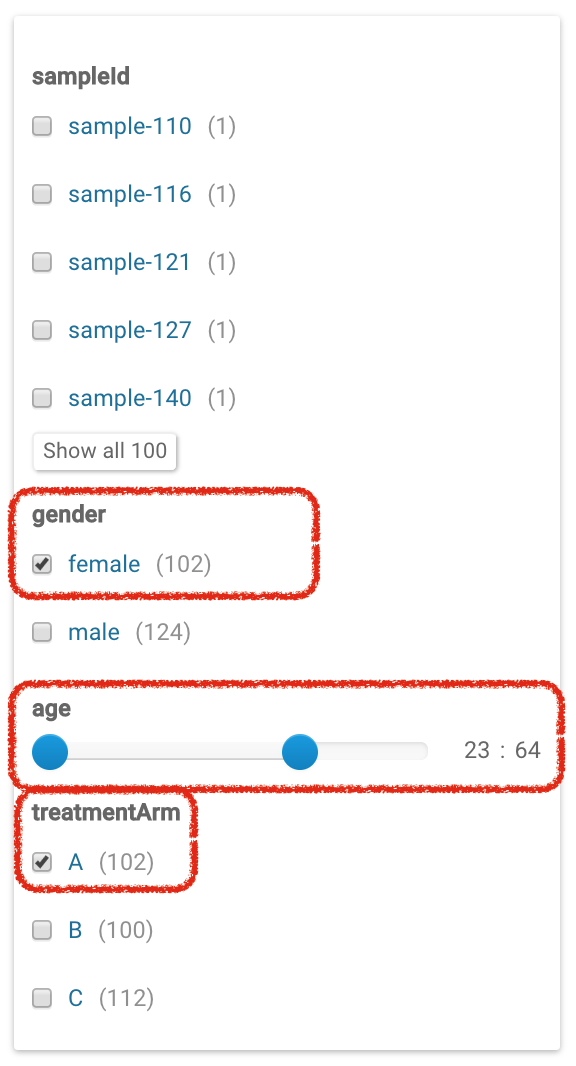 sampleId
sample-110 (1)
sample-116 (1)
sample-121 (1)
sample-127 (1)
sample-140 (1)
Show all 100
gender
female (102)
male (124)
age
23 : 64
treatmentArm
A (102)
B (100)
C (112)